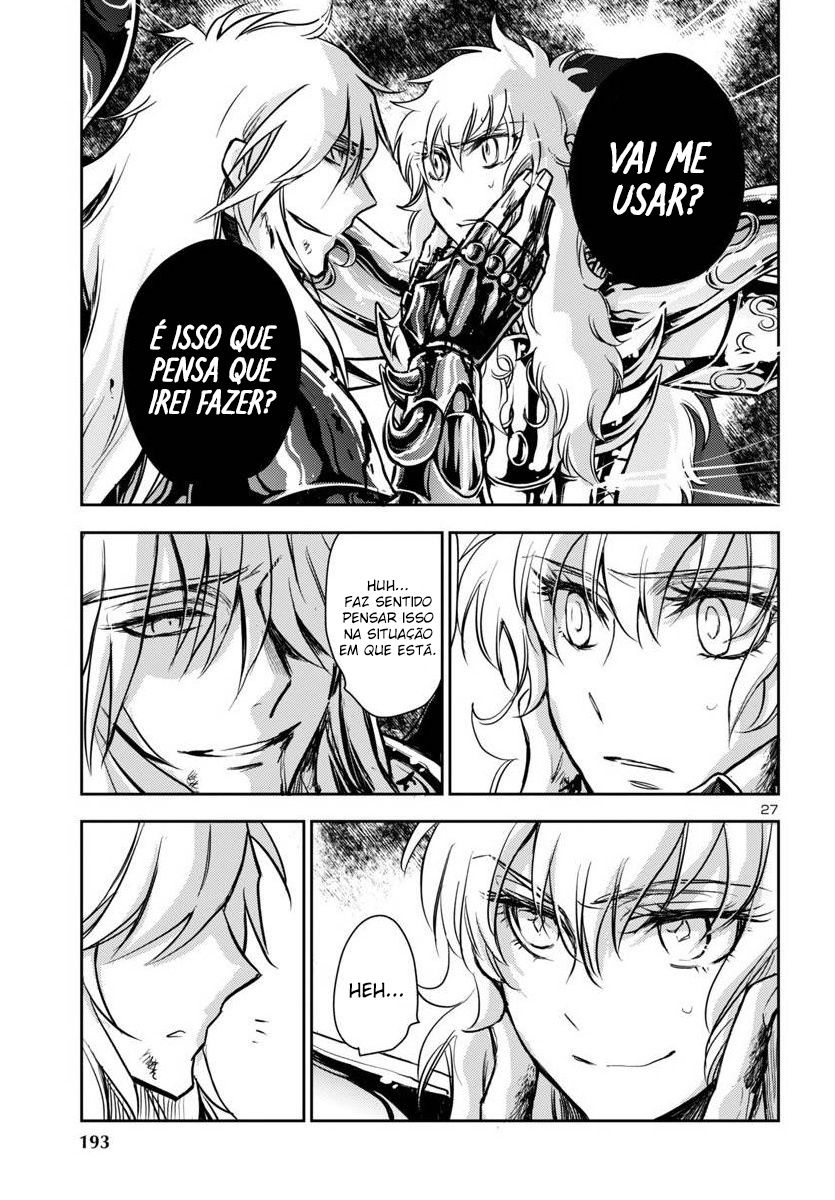 VAI ME
USAR?
É ISSO QUE
PENSA QUE
IREI FAZER?
HUH...
FAZ SENTIDO
PENSAR ISSO
NA SITUAÇÃO
EM QUE ESTÁ.
27
HEH...
193